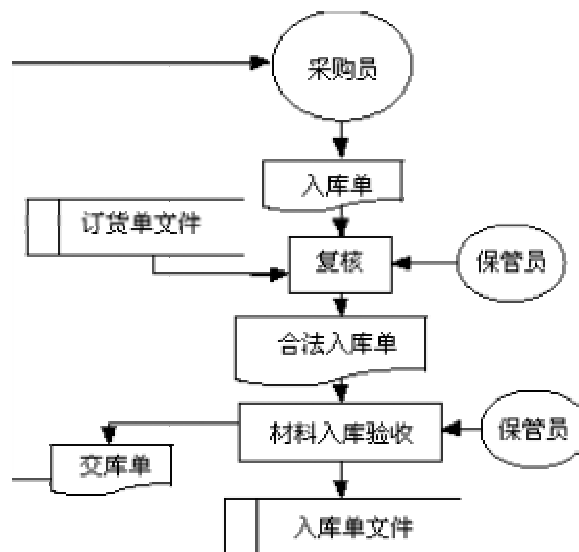 采购员
入库单
订货单文件
复核
保管员
合法入库单
材料入库验收
保管员
交库单
入库单文件